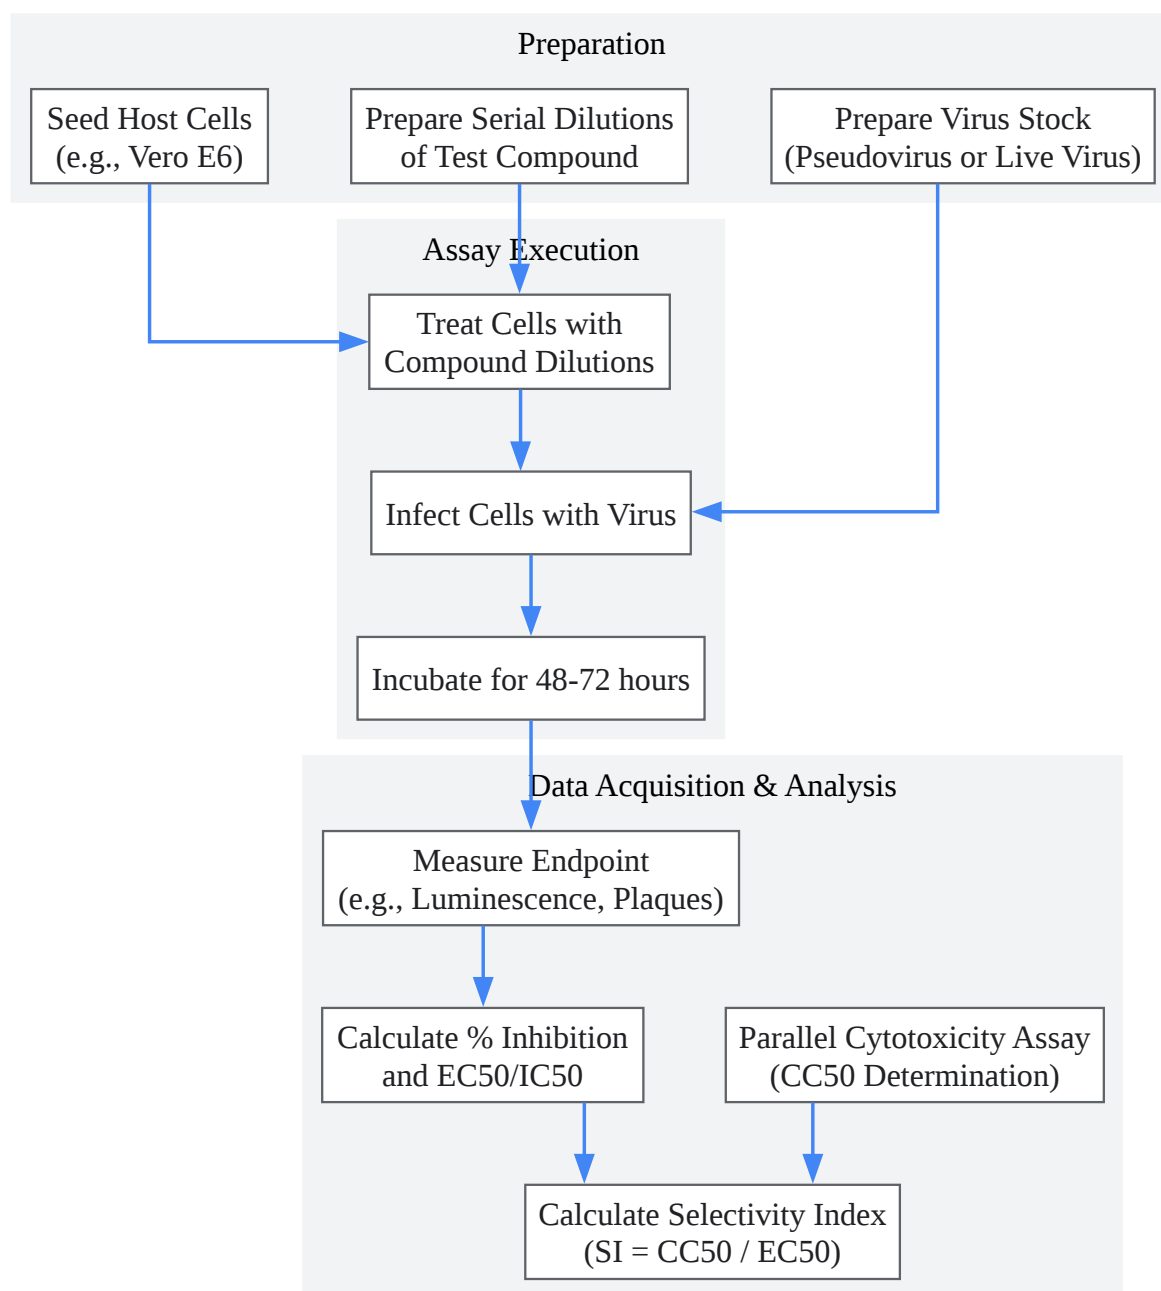 Preparation
Seed Host Cells
(e.g., Vero E6)
Prepare Serial Dilutions
of Test Compound
Prepare Virus Stock
(Pseudovirus or Live Virus)
Assay Execution
Treat Cells with
Compound Dilutions
Infect Cells with Virus
Incubate for 48-72 hours
Data Acquisition & Analysis
Measure Endpoint
(e.g., Luminescence, Plaques)
Calculate % Inhibition
and EC50/IC50
Parallel Cytotoxicity Assay
(CC50 Determination)
Calculate Selectivity Index
(SI = CC50 / EC50)